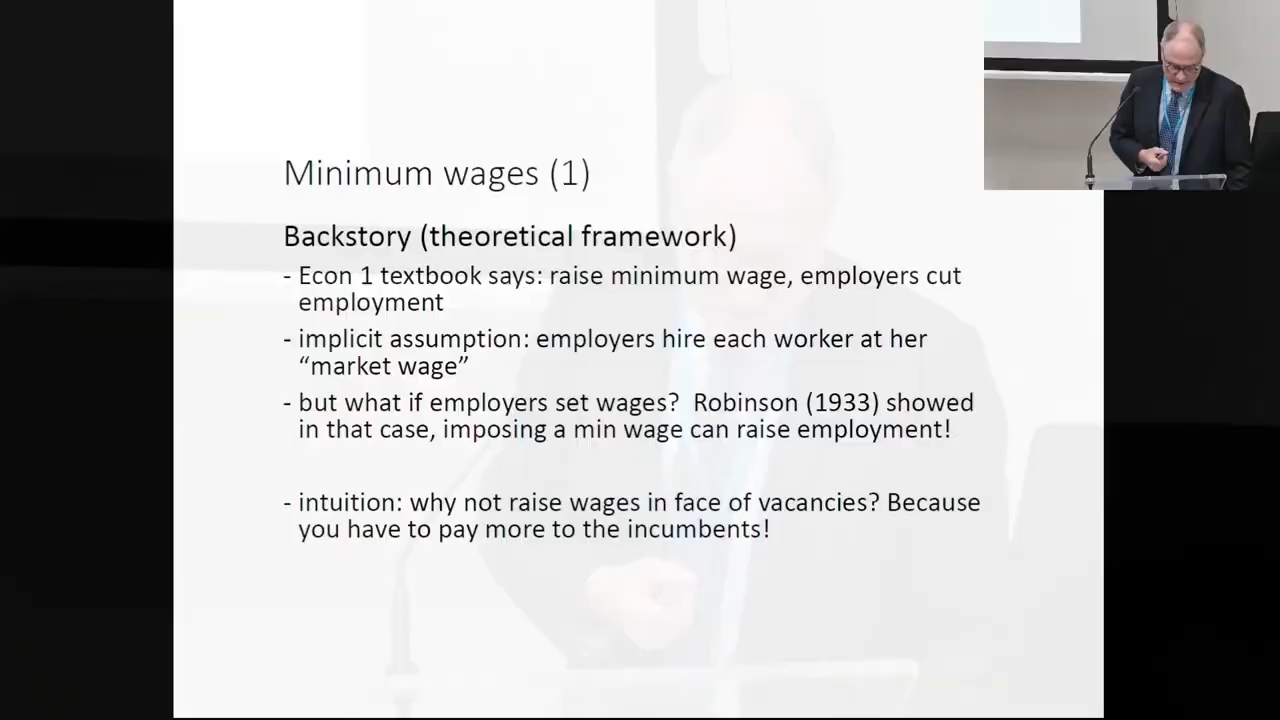 Minimum wages (1)
Backstory (theoretical framework)
- Econ 1 textbook says: raise minimum wage, employers cut
employment
- implicit assumption: employers hire each worker at her
“market wage”
- but what if employers set wages?  Robinson (1933) showed
in that case, imposing a min wage can raise employment!
- intuition: why not raise wages in face of vacancies? Because
you have to pay more to the incumbents!